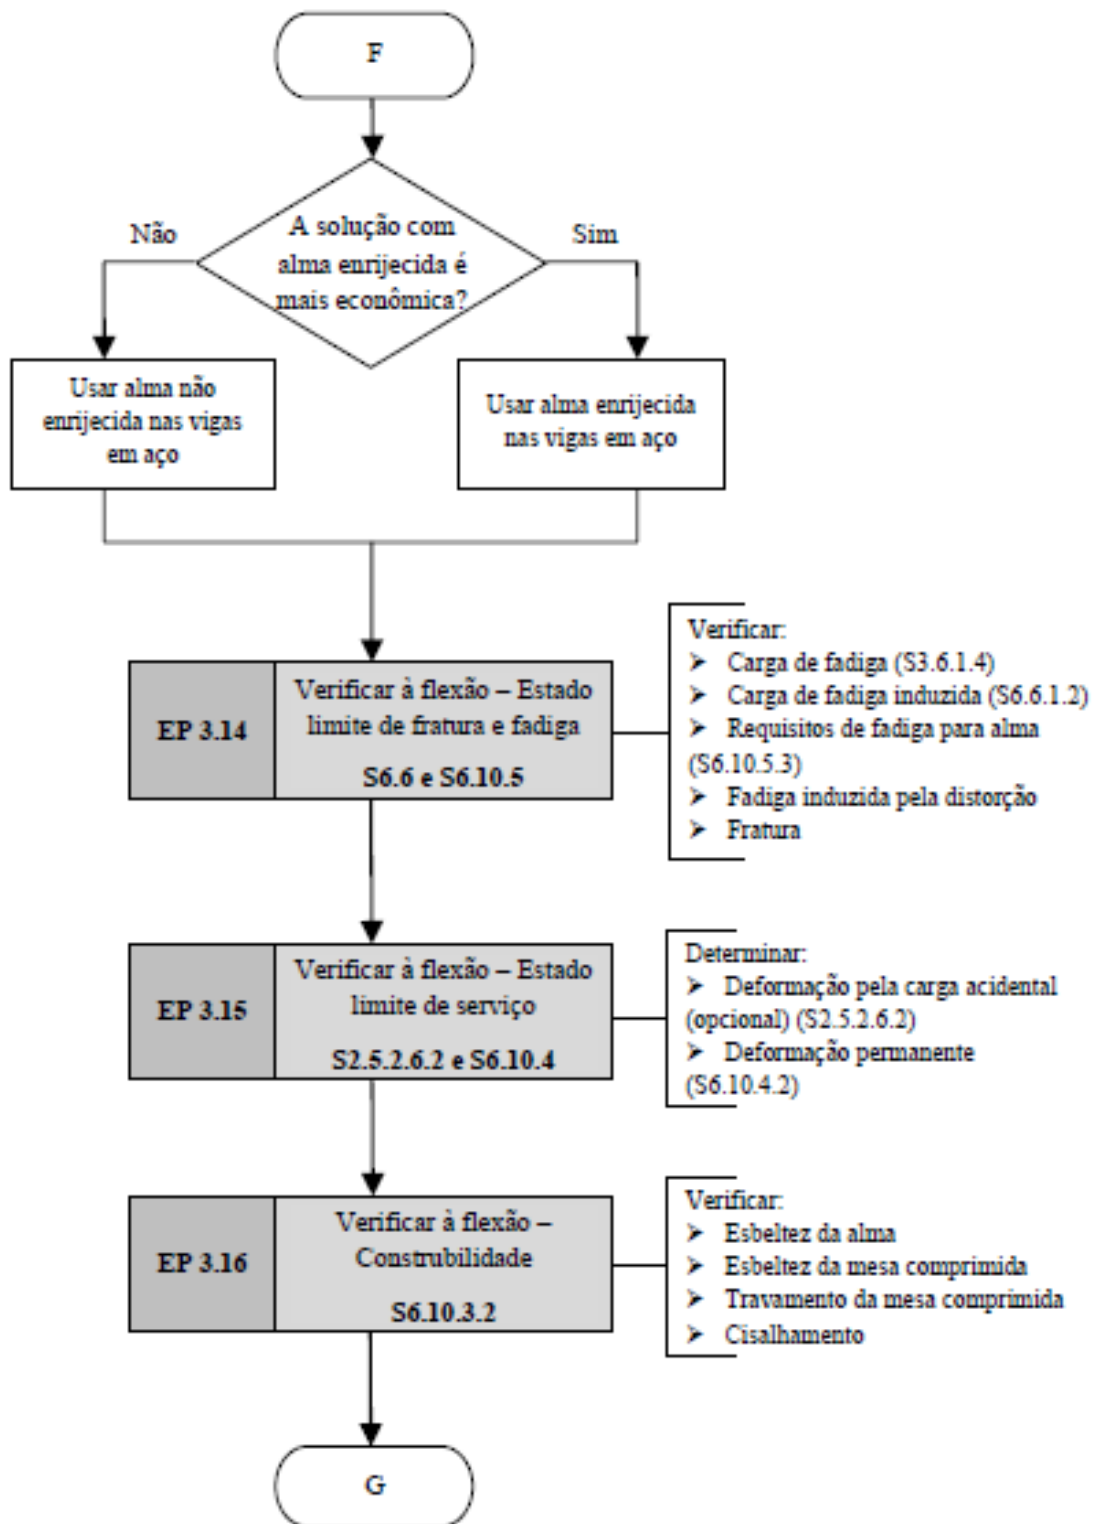 F
A solução com
alma enrijecida é
mais econômica?
Não
Sim
Usar alma não
enrijecida nas vigas
em aço
Usar alma enrijecida
nas vigas em aço
EP 3.14
Verificar à flexão – Estado
limite de fratura e fadiga
S6.6 e S6.10.5
Verificar:
➤ Carga de fadiga (S3.6.1.4)
➤ Carga de fadiga induzida (S6.6.1.2)
➤ Requisitos de fadiga para alma
(S6.10.5.3)
➤ Fadiga induzida pela distorção
➤ Fratura
EP 3.15
Verificar à flexão – Estado
limite de serviço
S2.5.2.6.2 e S6.10.4
Determinar:
➤ Deformação pela carga acidental
(opcional) (S2.5.2.6.2)
➤ Deformação permanente
(S6.10.4.2)
EP 3.16
Verificar à flexão –
Construbilidade
S6.10.3.2
Verificar:
➤ Esbeltez da alma
➤ Esbeltez da mesa comprimida
➤ Travamento da mesa comprimida
➤ Cisalhamento
G